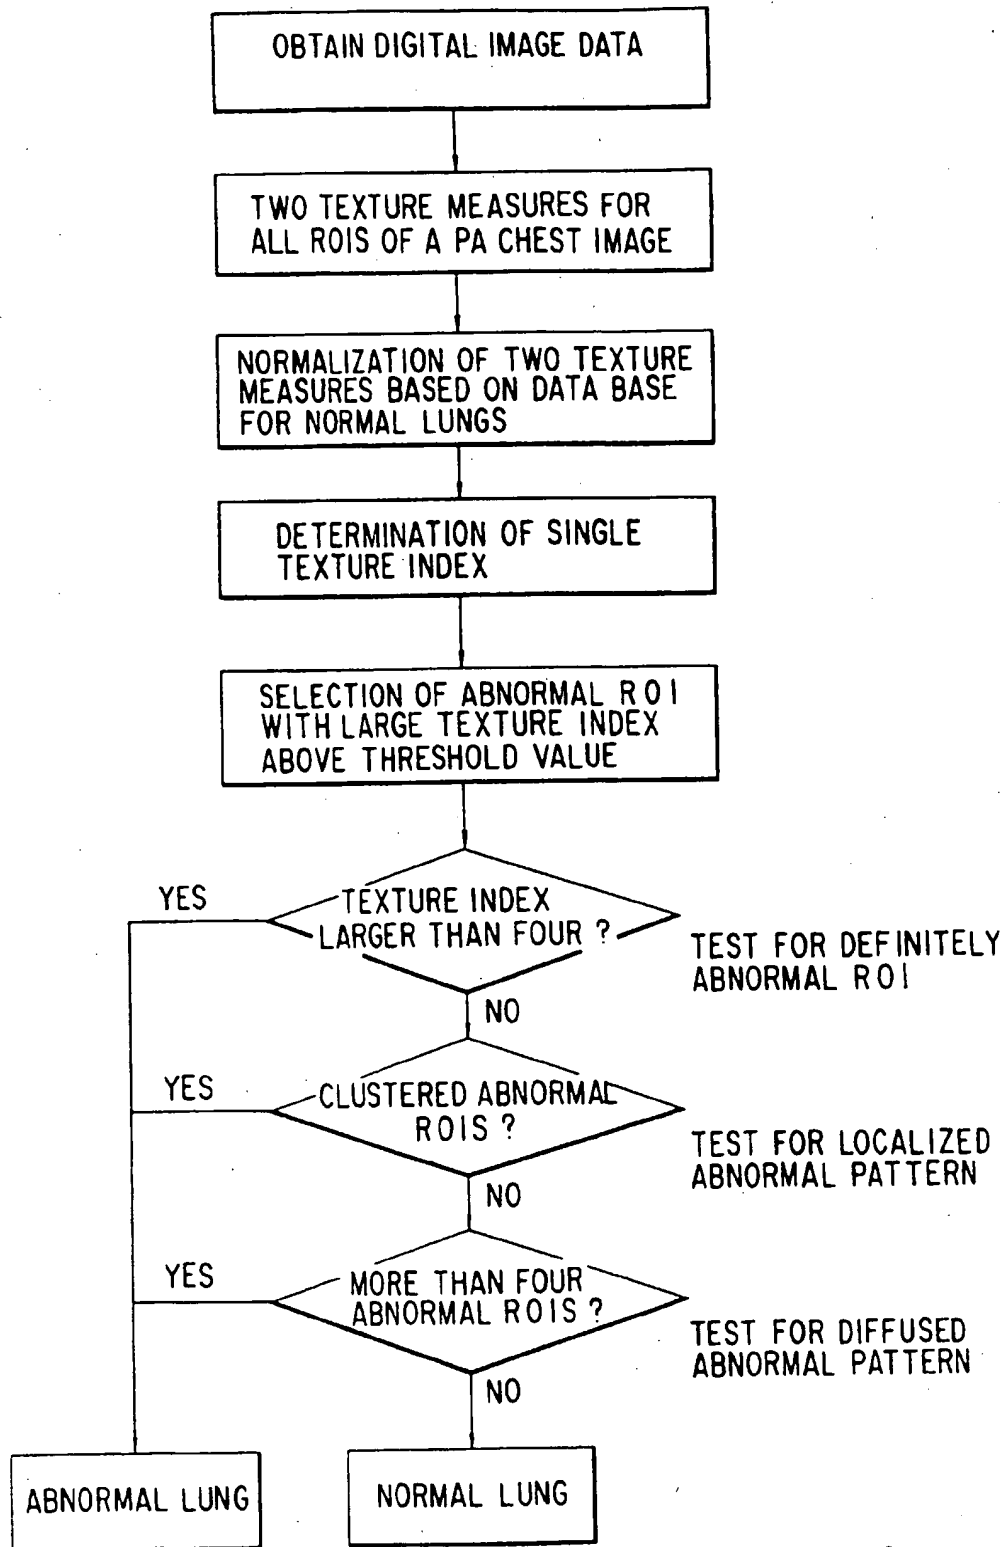 OBTAIN DIGITAL IMAGE DATA
TWO TEXTURE MEASURES FOR
ALL ROIS OF A PA CHEST IMAGE
NORMALIZATION OF TWO TEXTURE
MEASURES BASED ON DATA BASE
FOR NORMAL LUNGS
DETERMINATION OF SINGLE
TEXTURE INDEX
SELECTION OF ABNORMAL ROI
WITH LARGE TEXTURE INDEX
ABOVE THRESHOLD VALUE
YES
TEXTURE INDEX
LARGER THAN FOUR ?
TEST FOR DEFINITELY
ABNORMAL ROI
NO
YES
CLUSTERED ABNORMAL
ROIS ?
TEST FOR LOCALIZED
ABNORMAL PATTERN
NO
YES
MORE THAN FOUR
ABNORMAL ROIS ?
TEST FOR DIFFUSED
ABNORMAL PATTERN
NO
ABNORMAL LUNG
NORMAL LUNG